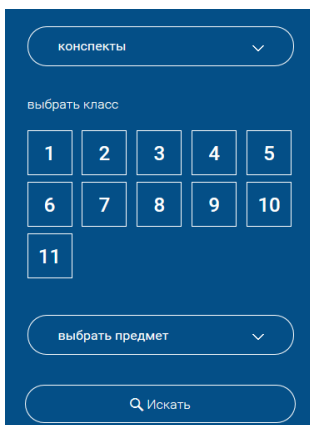 конспекты
выбрать класс
1 2 3 4 5
6 7 8 9 10
11
выбрать предмет
Искать